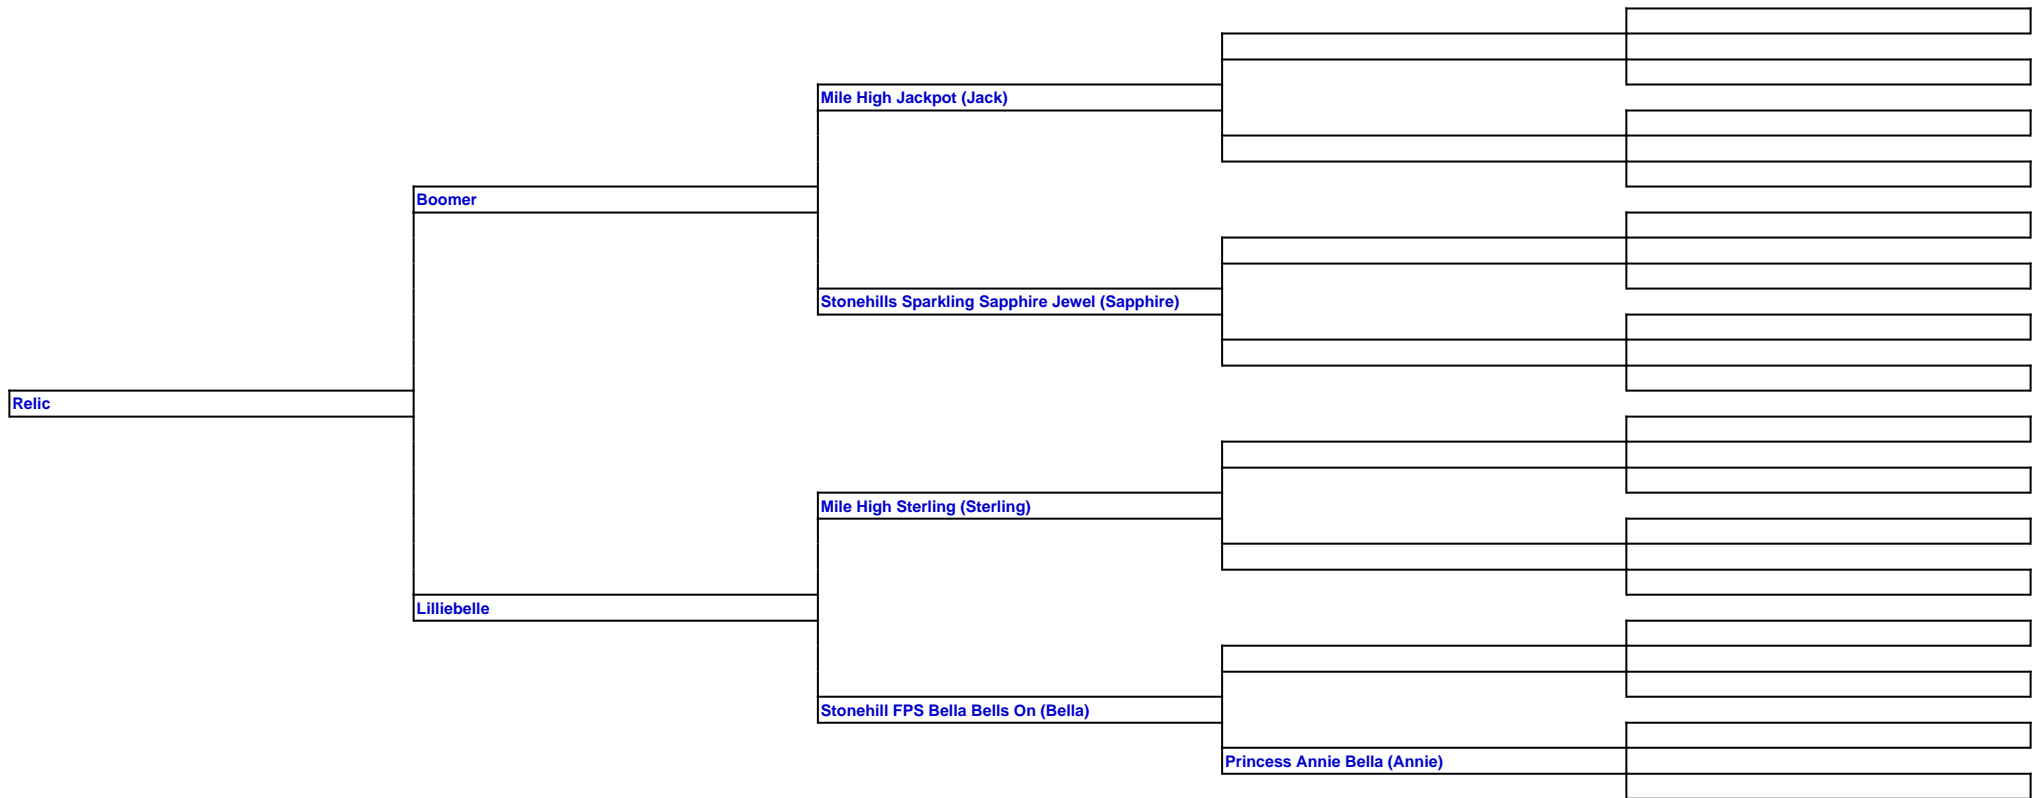 Mile High Jackpot (Jack)
Boomer
Stonehills Sparkling Sapphire Jewel (Sapphire)
Relic
Mile High Sterling (Sterling)
Lilliebelle
Stonehill FPS Bella Bells On (Bella)
Princess Annie Bella (Annie)